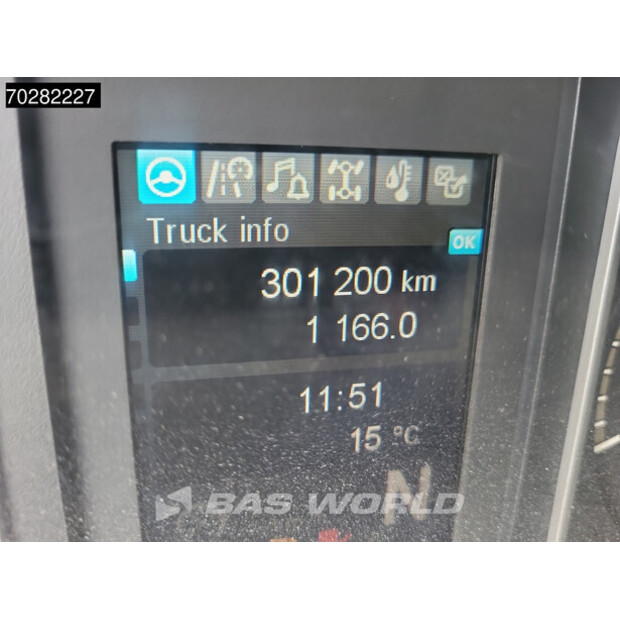 70282227
Truck info
OK
301 200 km
1 166.0
11:51
15 °C
N
BAS WORLD